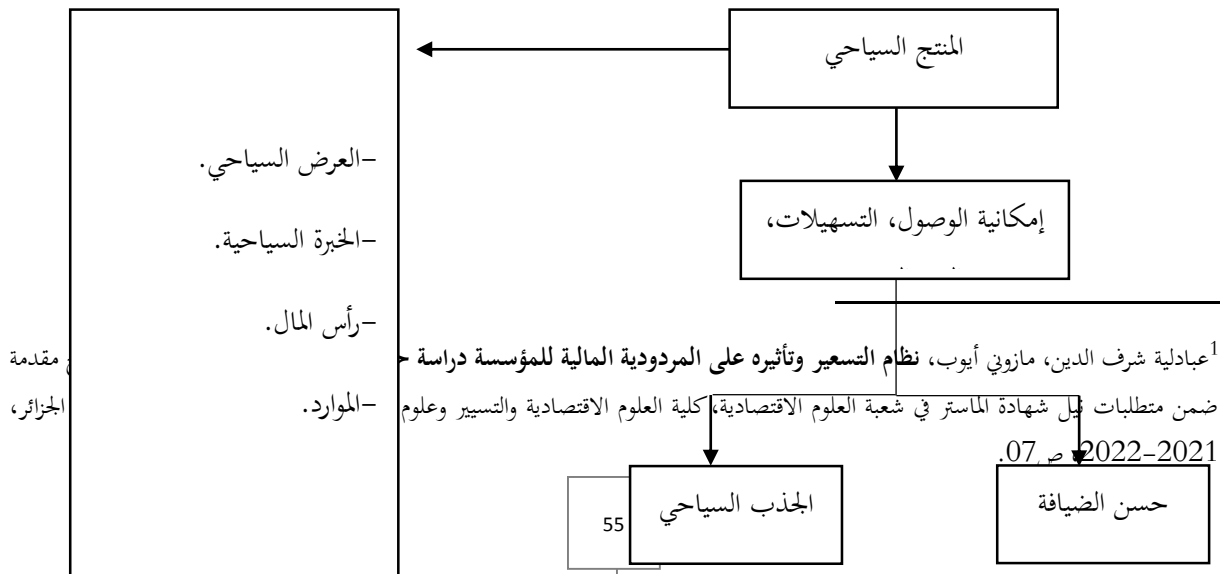 المنتج السياحي
-العرض السياحي.
-الخبرة السياحية.
-رأس المال.
-الموارد.
إمكانية الوصول، التسهيلات،
1عبادلية شرف الدين، مازوني أيوب، نظام التسعير وتأثيره على المردودية المالية للمؤسسة دراسة مقدمة
ضمن متطلبات نيل شهادة الماستر في شعبة العلوم الاقتصادية، كلية العلوم الاقتصادية والتسيير وعلوم الجزائر،
2021-2022، ص07.
حسن الضيافة
الجذب السياحي
55